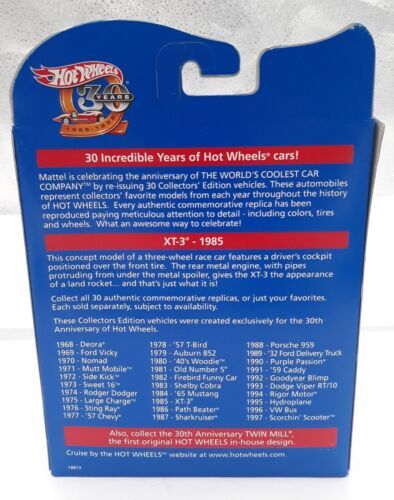 Hot Wheels
30
YEARS
30 Incredible Years of Hot Wheels® cars!
Mattel is celebrating the anniversary of THE WORLD'S COOLEST CAR
COMPANY™ by re-issuing 30 Collectors' Edition vehicles. These automobiles
represent collectors' favorite models from each year throughout the history
of HOT WHEELS. Every authentic commemorative replica has been
reproduced paying meticulous attention to detail - including colors, tires
and wheels. What an awesome way to celebrate!
XT-3® - 1985
This concept model of a three-wheel race car features a driver's cockpit
positioned over the front tire. The rear metal engine, with pipes
protruding from under the metal spoiler, gives the XT-3 the appearance
of a land rocket... and that's just what it is!
Collect all 30 authentic commemorative replicas, or just your favorites.
Each sold separately, subject to availability.
These Collectors Edition vehicles were created exclusively for the 30th
Anniversary of Hot Wheels.
1968 - Deora®
1969 - Ford Vicky
1970 - Nomad
1971 - Mutt Mobile™
1972 - Side Kick™
1973 - Sweet 16™
1974 - Rodger Dodger
1975 - Large Charge™
1976 - Sting Ray®
1977 - '57 Chevy®
1978 - '57 T-Bird
1979 - Auburn 852
1980 - '40's Woodie™
1981 - Old Number 5®
1982 - Firebird Funny Car
1983 - Shelby Cobra
1984 - '65 Mustang
1985 - XT-3®
1986 - Path Beater®
1987 - Sharkruiser®
1988 - Porsche 959
1989 - '32 Ford Delivery Truck
1990 - Purple Passion®
1991 - '59 Caddy
1992 - Goodyear Blimp
1993 - Dodge Viper RT/10
1994 - Rigor Motor®
1995 - Hydroplane
1996 - VW Bus
1997 - Scorchin' Scooter™
Also, collect the 30th Anniversary TWIN MILL®,
the first original HOT WHEELS in-house design.
Cruise by the HOT WHEELS® website at www.hotwheels.com.
18874